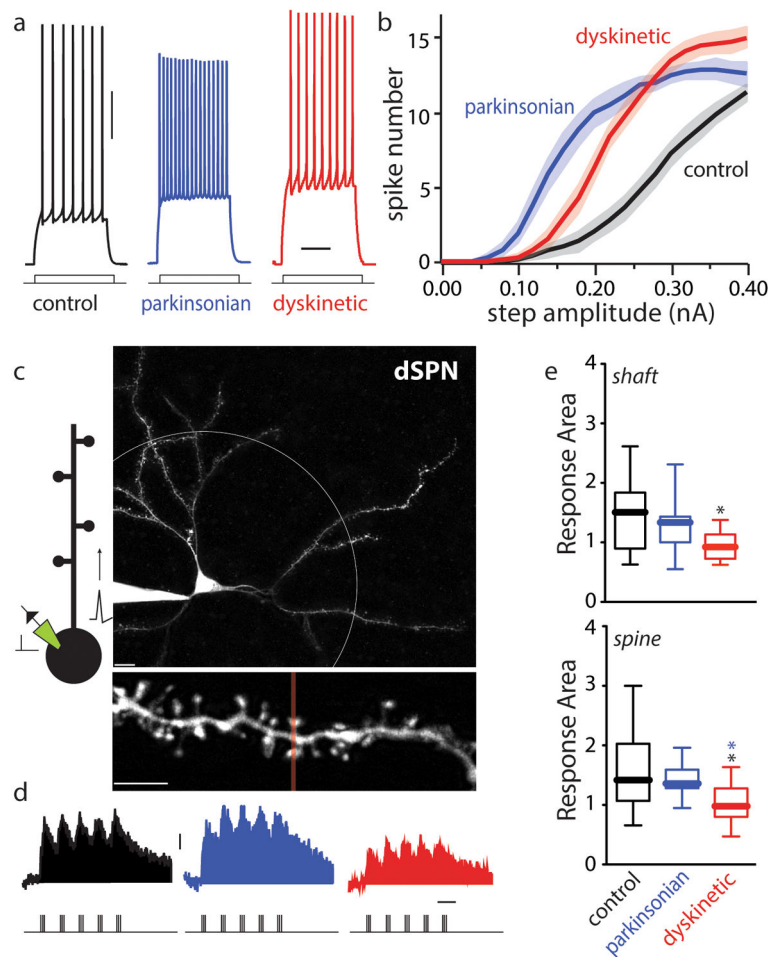 a
control
parkinsonian
dyskinetic
b
spike number
15
10
5
0
dyskinetic
parkinsonian
control
0.00
0.10
0.20
0.30
0.40
step amplitude (nA)
c
dSPN
d
e
shaft
Response Area
4
3
2
1
0
*
spine
Response Area
4
3
2
1
0
*
*
control
parkinsonian
dyskinetic